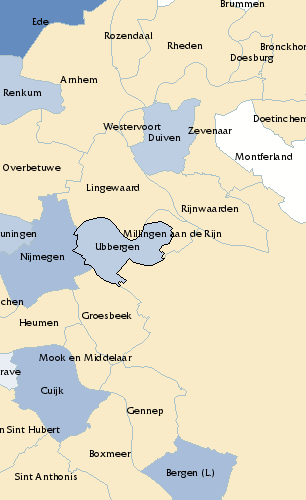 Brummen
Ede
Rozendaal
Rheden
Bronckhor
Doesburg
Arnhem
Renkum
Doetinchem
Westervoort
Zevenaar
Duiven
Montferland
Overbetuwe
Lingewaard
Rijnwaarden
uningen
Millingen aan de Rijn
Ubbergen
Nijmegen
chen
Groesbeek
Heumen
Mook en Middelaar
rave
Cuijk
Gennep
n Sint Hubert
Boxmeer
Bergen (L)
Sint Anthonis